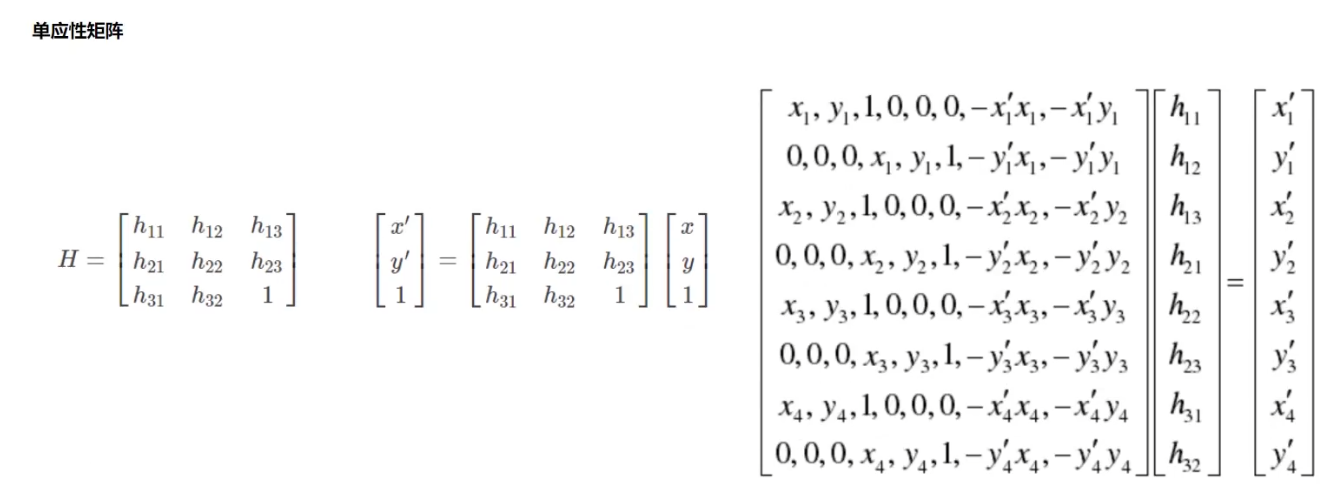 单应性矩阵
H = [h₁₁ h₁₂ h₁₃
h₂₁ h₂₂ h₂₃
h₃₁ h₃₂ 1]
[x′
y′
1] = [h₁₁ h₁₂ h₁₃
h₂₁ h₂₂ h₂₃
h₃₁ h₃₂ 1] [x
y
1]
[x₁, y₁, 1, 0, 0, 0, −x′₁x₁, −x′₁y₁
0, 0, 0, x₁, y₁, 1, −y′₁x₁, −y′₁y₁
x₂, y₂, 1, 0, 0, 0, −x′₂x₂, −x′₂y₂
0, 0, 0, x₂, y₂, 1, −y′₂x₂, −y′₂y₂
x₃, y₃, 1, 0, 0, 0, −x′₃x₃, −x′₃y₃
0, 0, 0, x₃, y₃, 1, −y′₃x₃, −y′₃y₃
x₄, y₄, 1, 0, 0, 0, −x′₄x₄, −x′₄y₄
0, 0, 0, x₄, y₄, 1, −y′₄x₄, −y′₄y₄] [h₁₁
h₁₂
h₁₃
h₂₁
h₂₂
h₂₃
h₃₁
h₃₂] = [x′₁
y′₁
x′₂
y′₂
x′₃
y′₃
x′₄
y′₄]